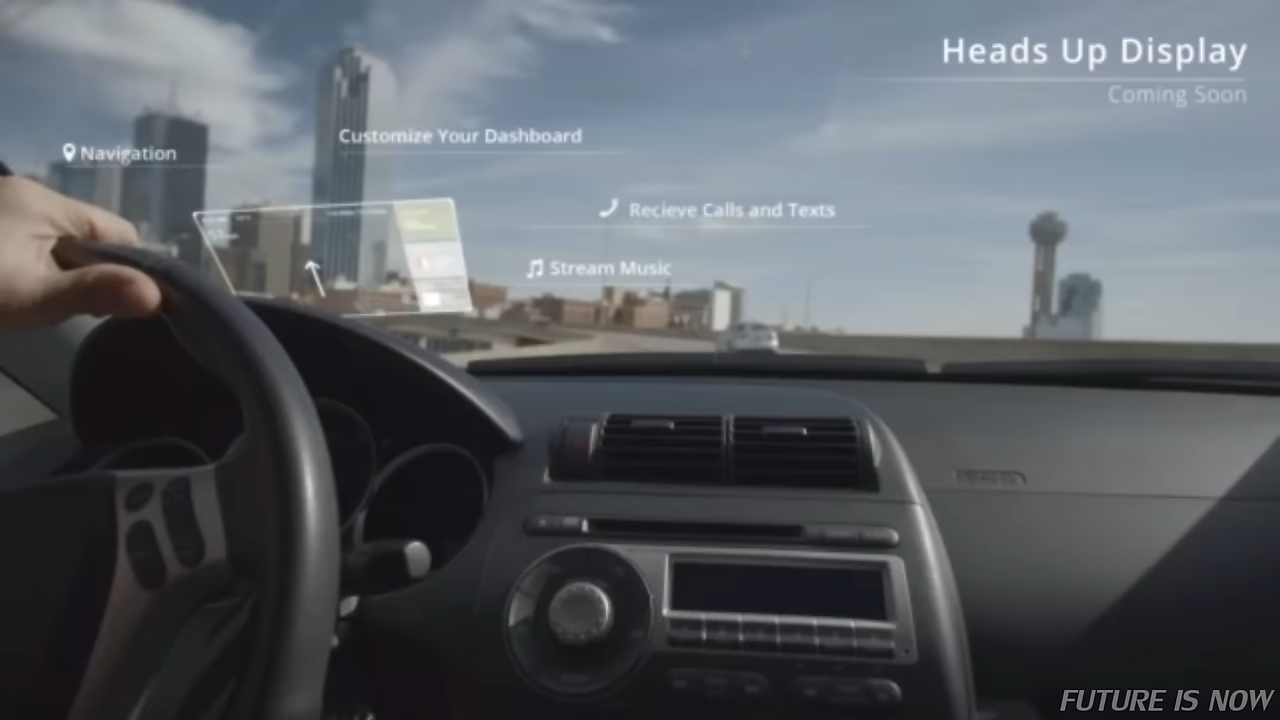 Heads Up Display
Coming Soon
Customize Your Dashboard
Navigation
Recieve Calls and Texts
Stream Music
FUTURE IS NOW